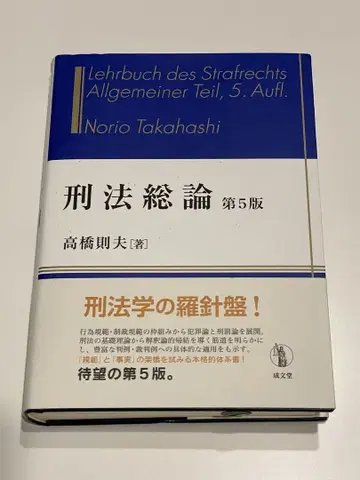 Lehrbuch des Strafrechts
Allgemeiner Teil, 5. Aufl.
Norio Takahashi
刑法総論 第5版
高橋則夫[著]
刑法学の羅針盤!
行為規範・制裁規範の枠組みから犯罪論と刑罰論を展開。
刑法の基礎理論から解釈論的帰結を導く筋道を明らかに
し、豊富な判例・裁判例への具体的な適用をも示す。
「規範」と「事実」の架橋を試みる本格的体系書!
待望の第5版。
成文堂